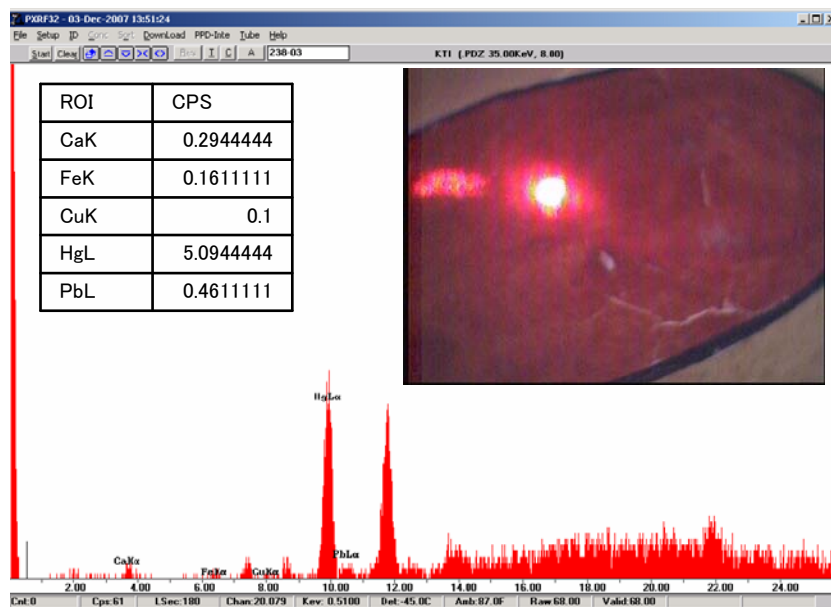 PXRF32 - 03-Dec-2007 13:51:24
File Setup ID Conc Sort DownLoad PPD-Inte Tube Help
Start Clear I C A 238-03 KTI (.PDZ 35.00KeV, 8.80)
ROI CPS
CaK 0.2944444
FeK 0.1611111
CuK 0.1
HgL 5.0944444
PbL 0.4611111
HgLα
PbLα
CaKα
FeKα CuKα
2.00 4.00 6.00 8.00 10.00 12.00 14.00 16.00 18.00 20.00 22.00 24.00
Cnt:0 Cps:61 LSec:180 Chan:20.079 Kev: 0.5100 Det:-45.0C Amb:87.0F Raw:68.00 Valid:68.00